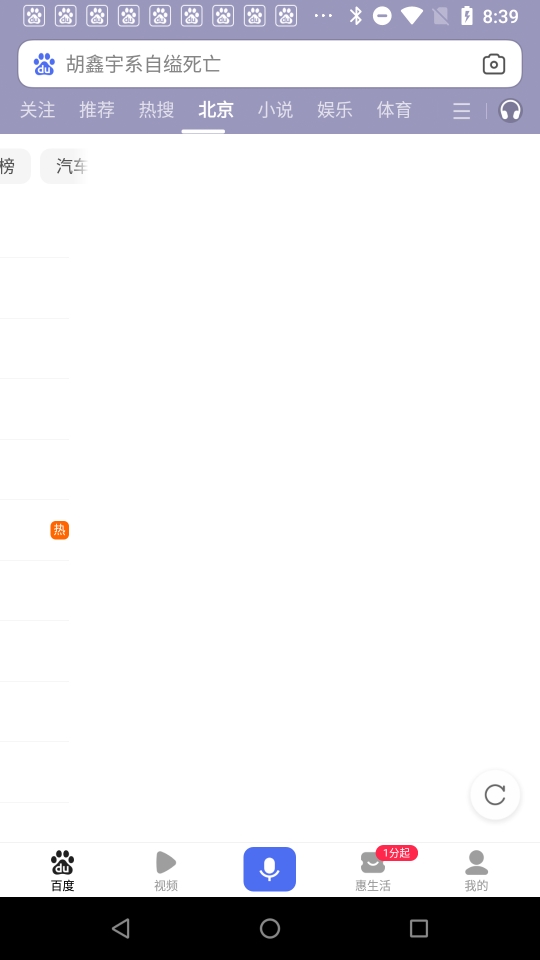 8:39
du 胡鑫宇系自缢死亡
关注 推荐 热搜 北京 小说 娱乐 体育
榜 汽车
热
1分起
百度 视频 惠生活 我的